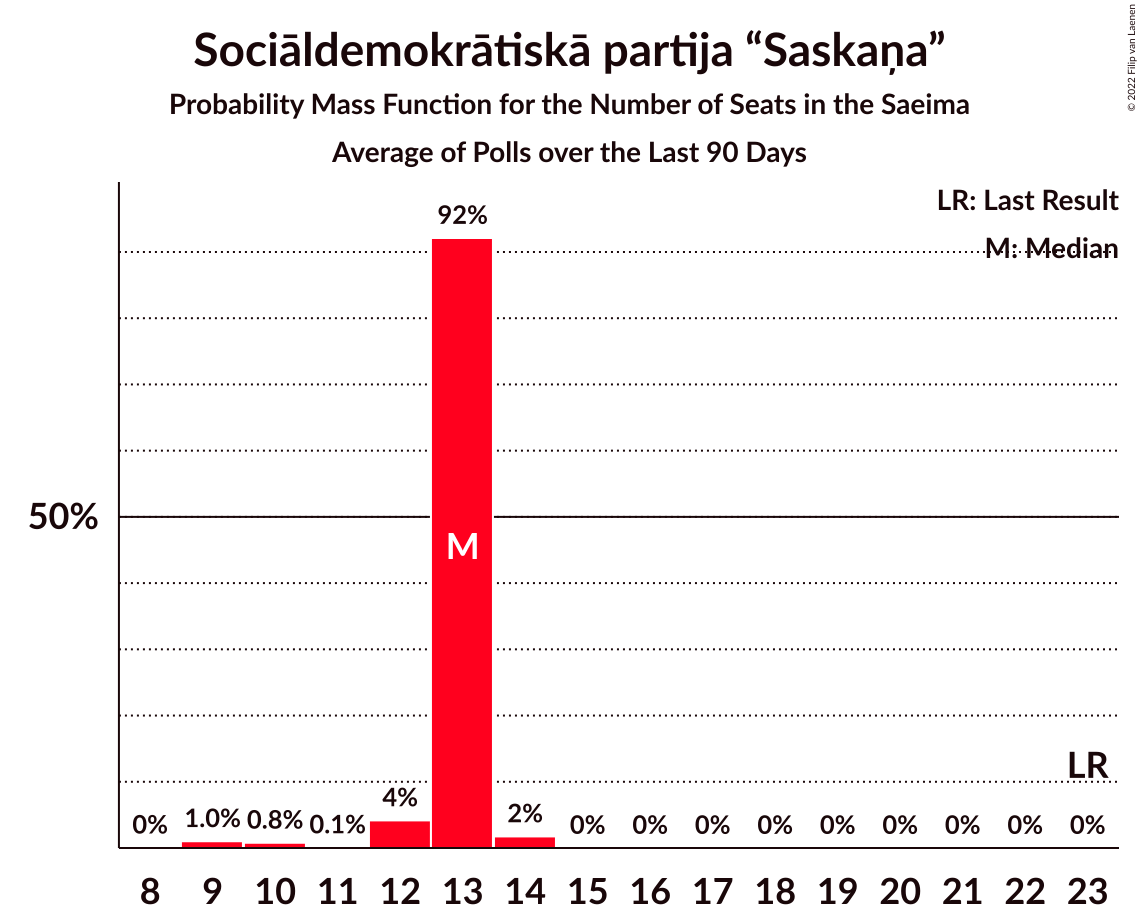 Sociāldemokrātiskā partija “Saskaņa”
Probability Mass Function for the Number of Seats in the Saeima
Average of Polls over the Last 90 Days
© 2022 Filip van Laenen
LR: Last Result
M: Median
92%
50%
M
LR
0% 1.0% 0.8% 0.1% 4% 2% 0% 0% 0% 0% 0% 0% 0% 0% 0%
8 9 10 11 12 13 14 15 16 17 18 19 20 21 22 23